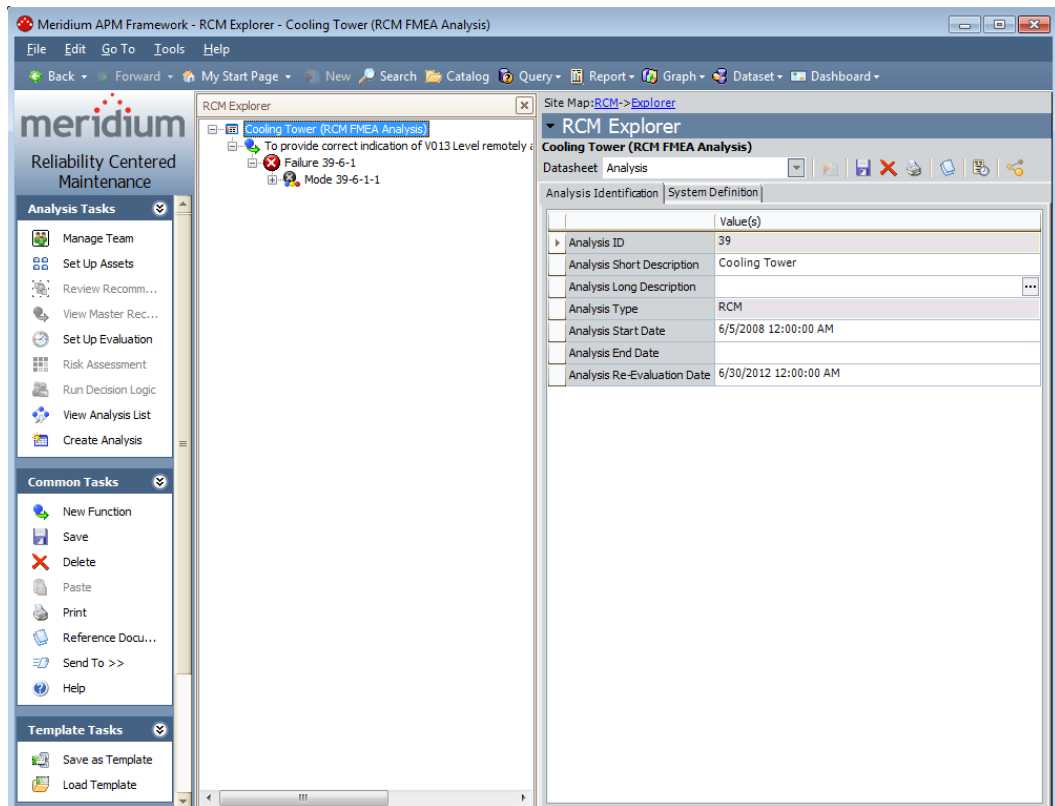 Meridium APM Framework - RCM Explorer - Cooling Tower (RCM FMEA Analysis)
File Edit Go To Tools Help
Back Forward My Start Page New Search Catalog Query Report Graph Dataset Dashboard
meridium
Reliability Centered
Maintenance
Analysis Tasks
Manage Team
Set Up Assets
Review Recomm...
View Master Rec...
Set Up Evaluation
Risk Assessment
Run Decision Logic
View Analysis List
Create Analysis
Common Tasks
New Function
Save
Delete
Paste
Print
Reference Docu...
Send To >>
Help
Template Tasks
Save as Template
Load Template
RCM Explorer
Cooling Tower (RCM FMEA Analysis)
To provide correct indication of V013 Level remotely a
Failure 39-6-1
Mode 39-6-1-1
Site Map:RCM->Explorer
RCM Explorer
Cooling Tower (RCM FMEA Analysis)
Datasheet Analysis
Analysis Identification System Definition
Value(s)
Analysis ID 39
Analysis Short Description Cooling Tower
Analysis Long Description ...
Analysis Type RCM
Analysis Start Date 6/5/2008 12:00:00 AM
Analysis End Date
Analysis Re-Evaluation Date 6/30/2012 12:00:00 AM